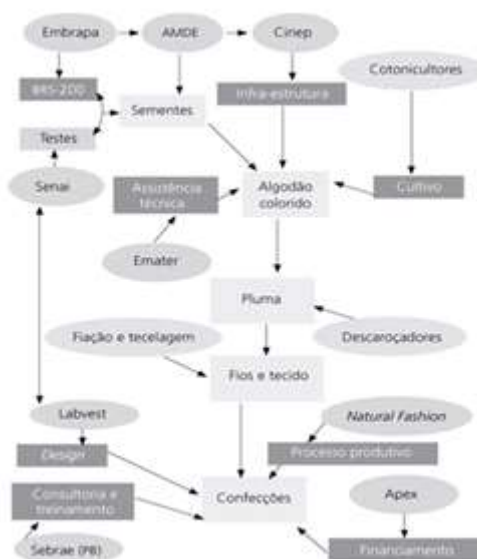 Embrapa
AMDE
Cinep
Cotonicultores
BRS-200
Infra-estrutura
Sementes
Testes
Senai
Assistência
técnica
Algodão
colorido
Cultivo
Emater
Pluma
Fiação e tecelagem
Descaroçadores
Fios e tecido
Labvest
Natural Fashion
Design
Processo produtivo
Consultoria e
treinamento
Confecções
Apex
Sebrae (PB)
Financiamento